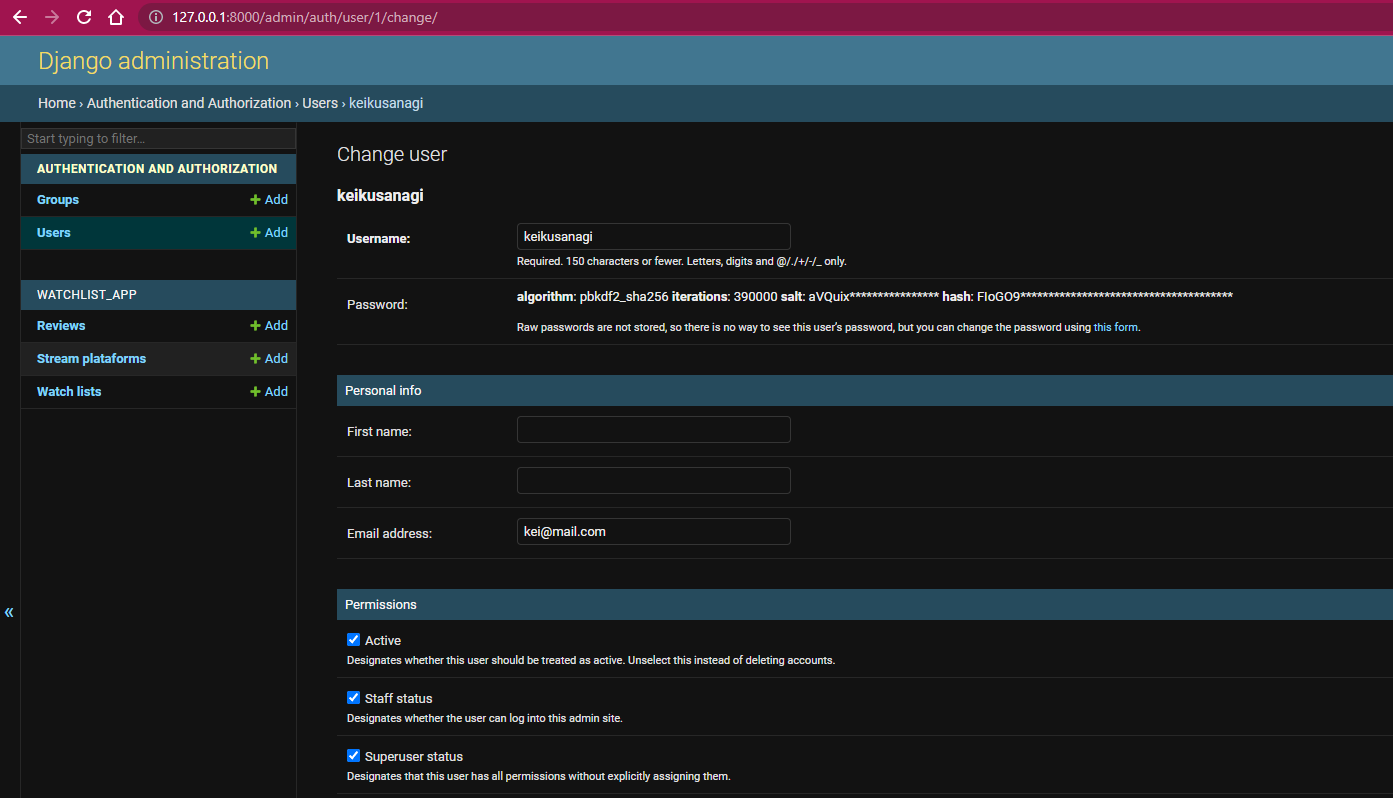 127.0.0.1:8000/admin/auth/user/1/change/
Django administration
Home › Authentication and Authorization › Users › keikusanagi
Start typing to filter…
AUTHENTICATION AND AUTHORIZATION
Groups + Add
Users + Add
WATCHLIST_APP
Reviews + Add
Stream plataforms + Add
Watch lists + Add
«
Change user
keikusanagi
Username: keikusanagi
Required. 150 characters or fewer. Letters, digits and @/./+/-/_ only.
Password: algorithm: pbkdf2_sha256 iterations: 390000 salt: aVQuix**************** hash: FIoGO9**************************************
Raw passwords are not stored, so there is no way to see this user’s password, but you can change the password using this form.
Personal info
First name:
Last name:
Email address: kei@mail.com
Permissions
Active
Designates whether this user should be treated as active. Unselect this instead of deleting accounts.
Staff status
Designates whether the user can log into this admin site.
Superuser status
Designates that this user has all permissions without explicitly assigning them.